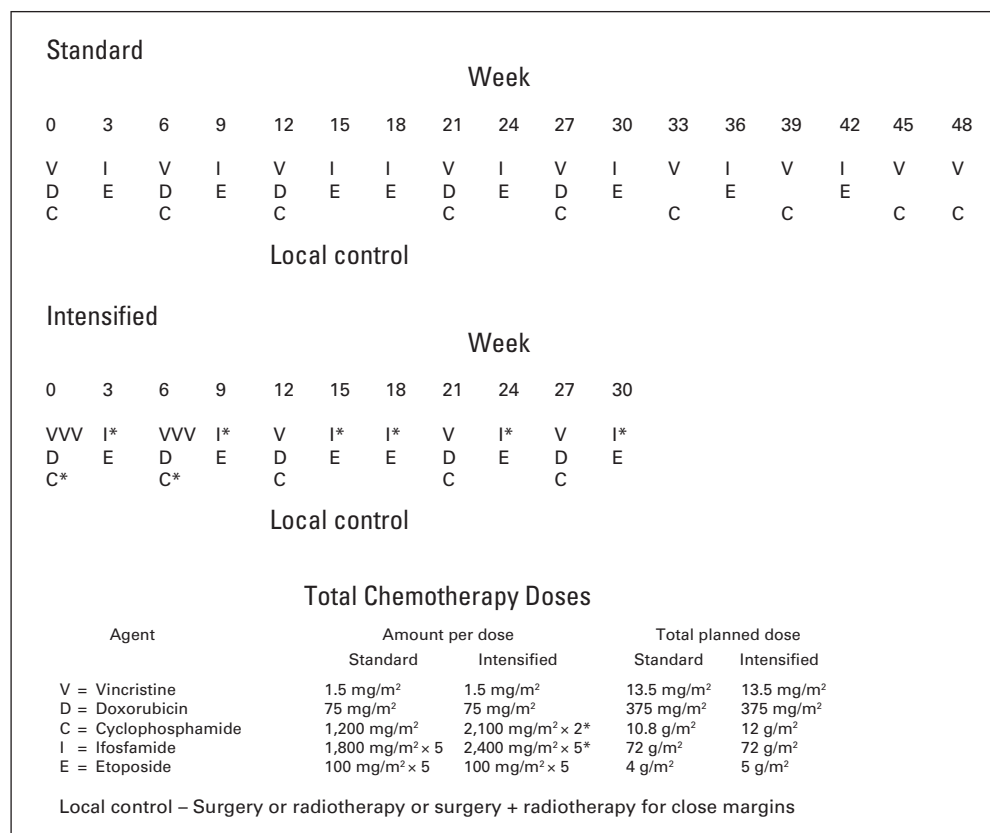 Standard
Week
0 3 6 9 12 15 18 21 24 27 30 33 36 39 42 45 48
V I V I V I I V I V I V I V I V V
D E D E D E E D E D E E E
C C C C C C C C C
Local control
Intensified
Week
0 3 6 9 12 15 18 21 24 27 30
VVV I* VVV I* V I* I* V I* V I*
D E D E D E E D E D E
C* C* C C C
Local control
Total Chemotherapy Doses
Agent Amount per dose Total planned dose
Standard Intensified Standard Intensified
V = Vincristine 1.5 mg/m² 1.5 mg/m² 13.5 mg/m² 13.5 mg/m²
D = Doxorubicin 75 mg/m² 75 mg/m² 375 mg/m² 375 mg/m²
C = Cyclophosphamide 1,200 mg/m² 2,100 mg/m² × 2* 10.8 g/m² 12 g/m²
I = Ifosfamide 1,800 mg/m² × 5 2,400 mg/m² × 5* 72 g/m² 72 g/m²
E = Etoposide 100 mg/m² × 5 100 mg/m² × 5 4 g/m² 5 g/m²
Local control – Surgery or radiotherapy or surgery + radiotherapy for close margins